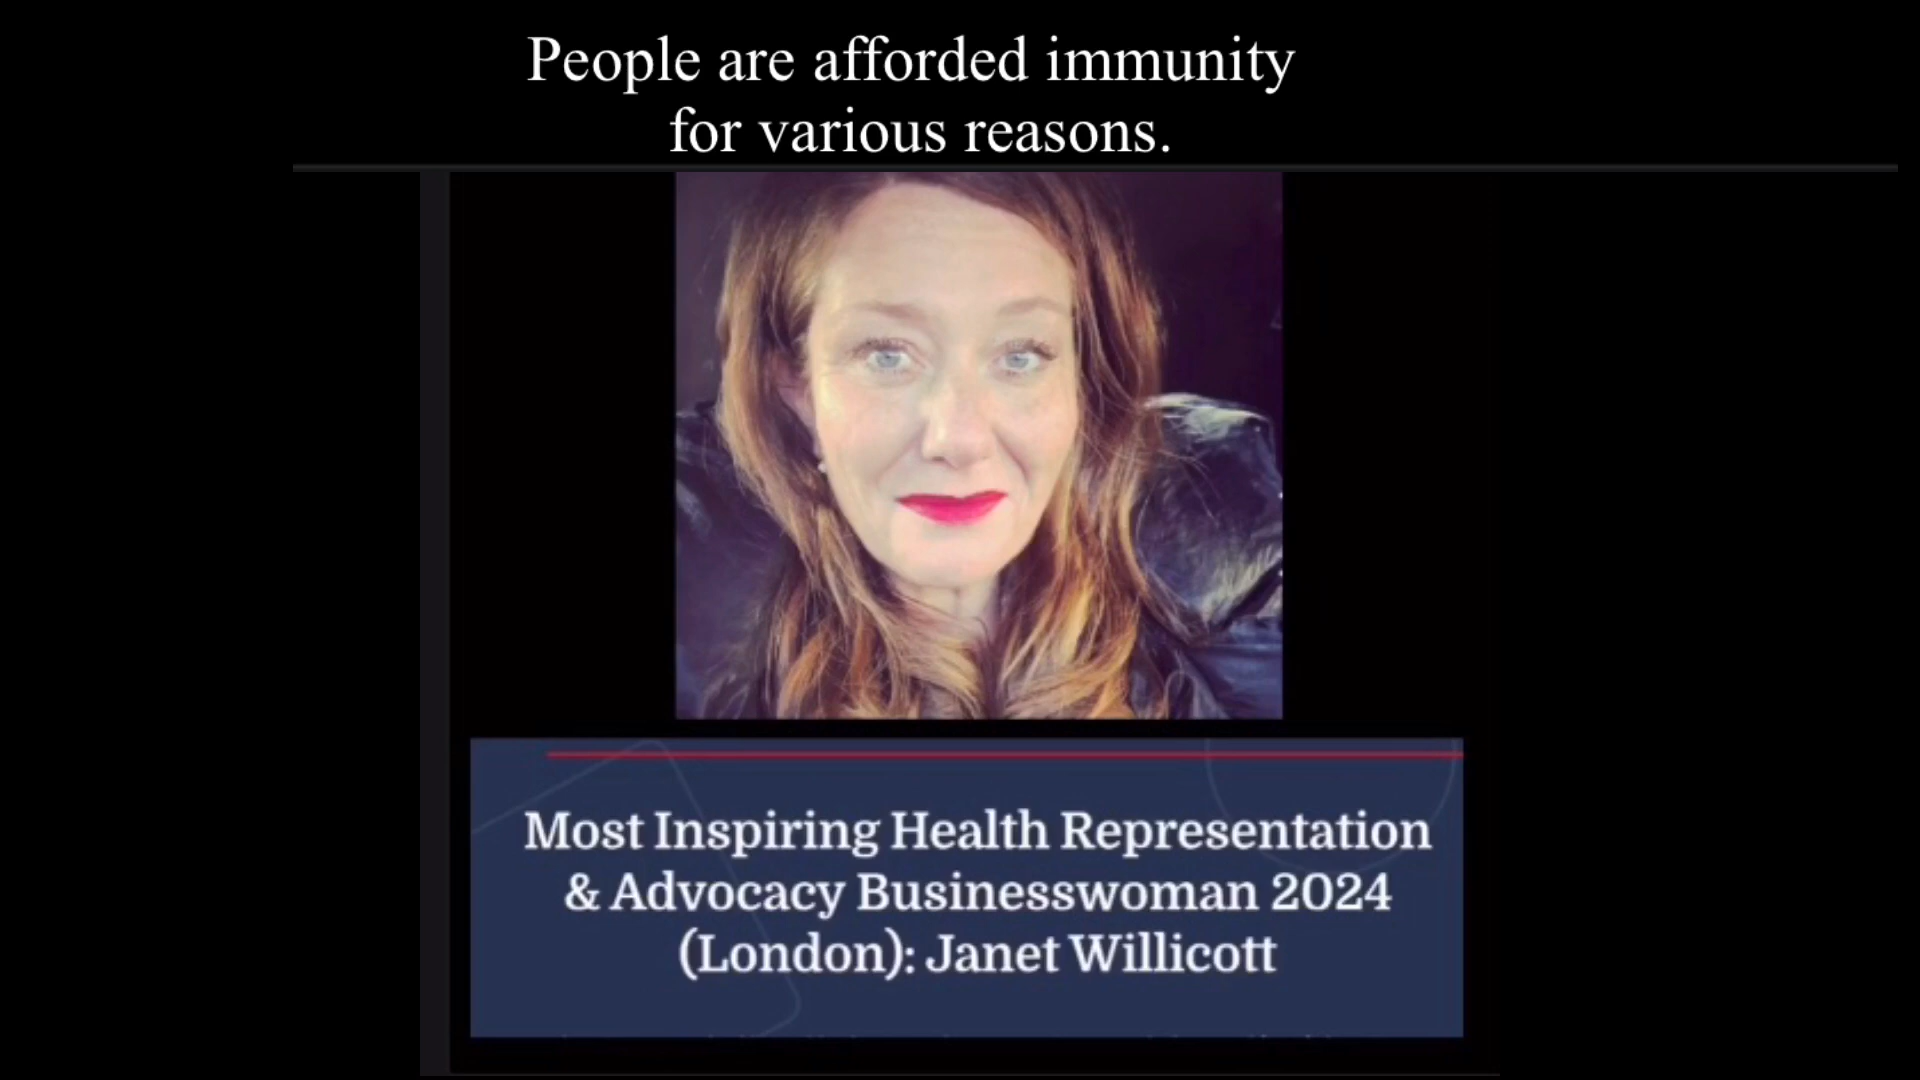 People are afforded immunity
for various reasons.
Most Inspiring Health Representation
& Advocacy Businesswoman 2024
(London): Janet Willicott